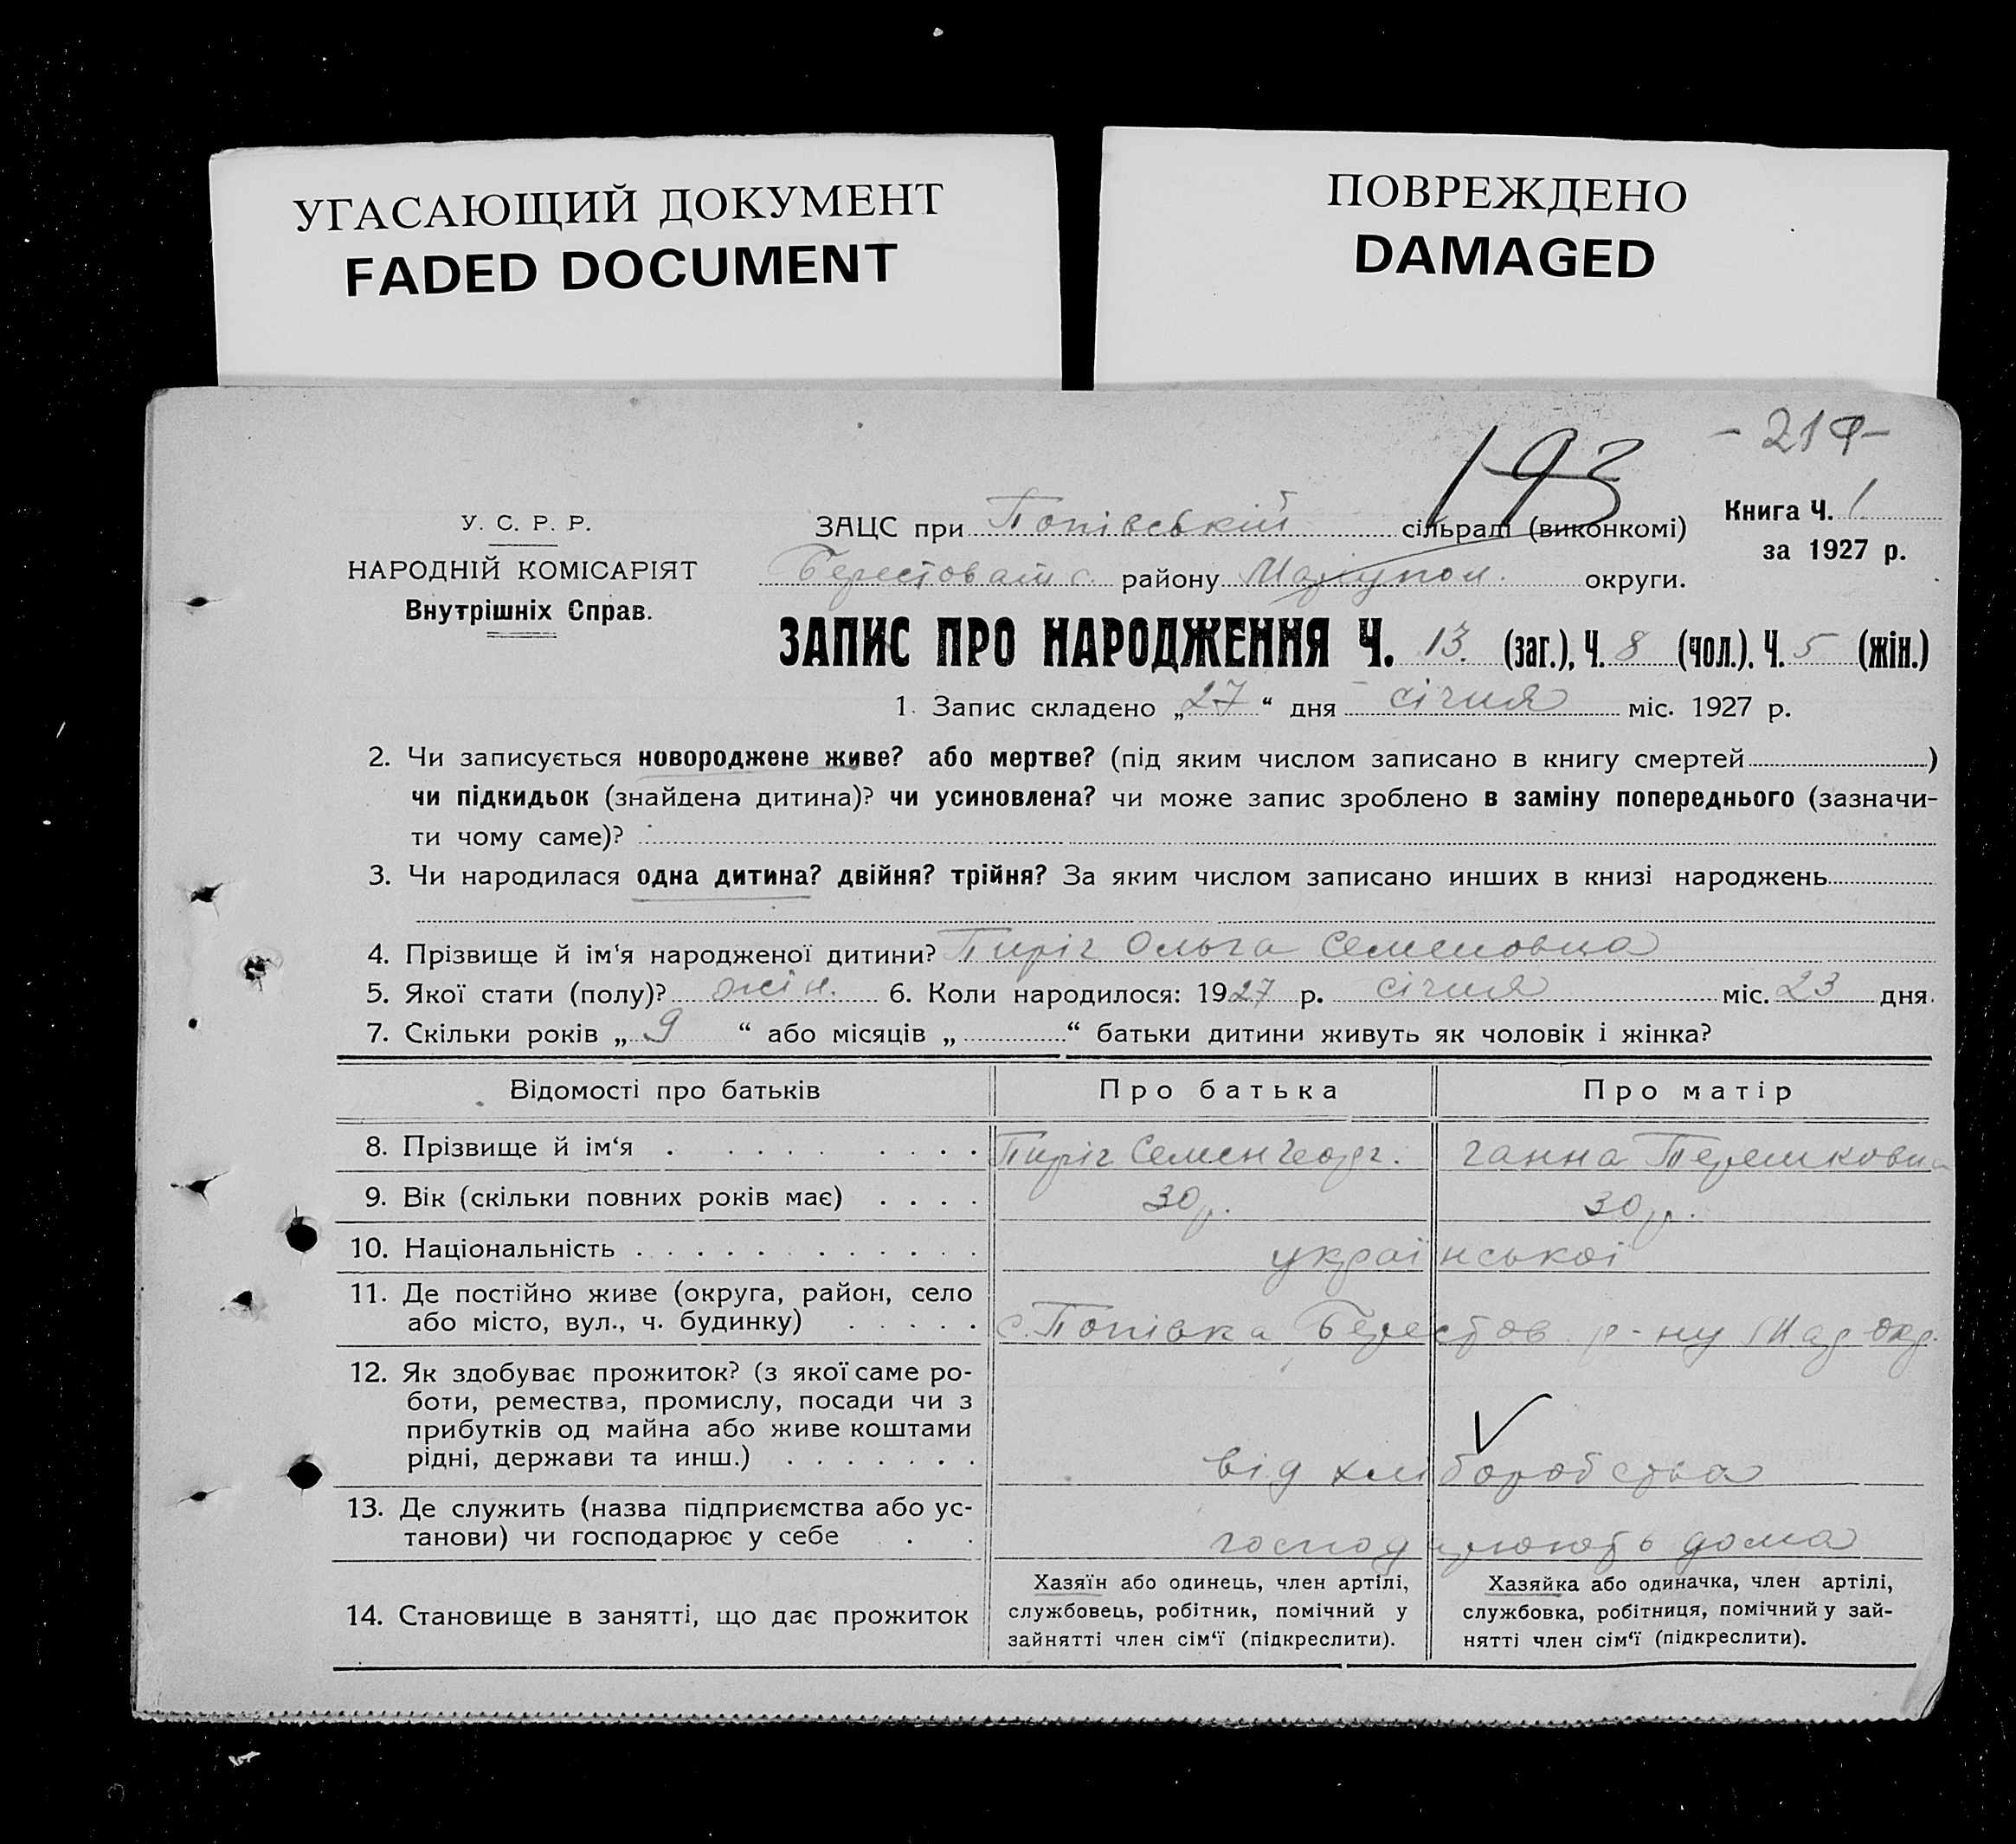 УГАСАЮЩИЙ ДОКУМЕНТ
FADED DOCUMENT
ПОВРЕЖДЕНО
DAMAGED
193
У. С. Р. Р.
НАРОДНІЙ КОМІСАРІЯТ
Внутрішніх Справ.
ЗАЦС при Попівській сільраді (виконкомі)
Книга Ч. 1
за 1927 р.
району Маріупол. округи.
ЗАПИС ПРО НАРОДЖЕННЯ Ч. 13. (заг.), Ч. 8 (чол.). Ч. 5 (жін.)
1. Запис складено „27“ дня січня міс. 1927 р.
2. Чи записується новороджене живе? або мертве? (під яким числом записано в книгу смертей )
чи підкидьок (знайдена дитина)? чи усиновлена? чи може запис зроблено в заміну попереднього (зазначи-
ти чому саме)?
3. Чи народилася одна дитина? двійня? трійня? За яким числом записано инших в книзі народжень
4. Прізвище й ім‘я народженої дитини? Пиріг Ольга Семеновна
5. Якої стати (полу)? жін. 6. Коли народилося: 1927 р. січня міс. 23 дня.
7. Скільки років „ 9 “ або місяців „ “ батьки дитини живуть як чоловік і жінка?
Відомості про батьків
Про батька
Про матір
8. Прізвище й ім‘я
Пиріг Семен Георг.
Ганна
9. Вік (скільки повних років має)
30 р.
30 р.
10. Національність
української
11. Де постійно живе (округа, район, село
або місто, вул., ч. будинку)
с. Попівка Берестов р-ну Мар окр.
12. Як здобуває прожиток? (з якої саме ро-
боти, ремества, промислу, посади чи з
прибутків од майна або живе коштами
рідні, держави та инш.)
від хліборобства
13. Де служить (назва підприємства або ус-
танови) чи господарює у себе
дома
14. Становище в занятті, що дає прожиток
Хазяїн або одинець, член артілі,
службовець, робітник, помічний у
зайнятті член сім‘ї (підкреслити).
Хазяйка або одиначка, член артілі,
службовка, робітниця, помічний у зай-
нятті член сім‘ї (підкреслити).